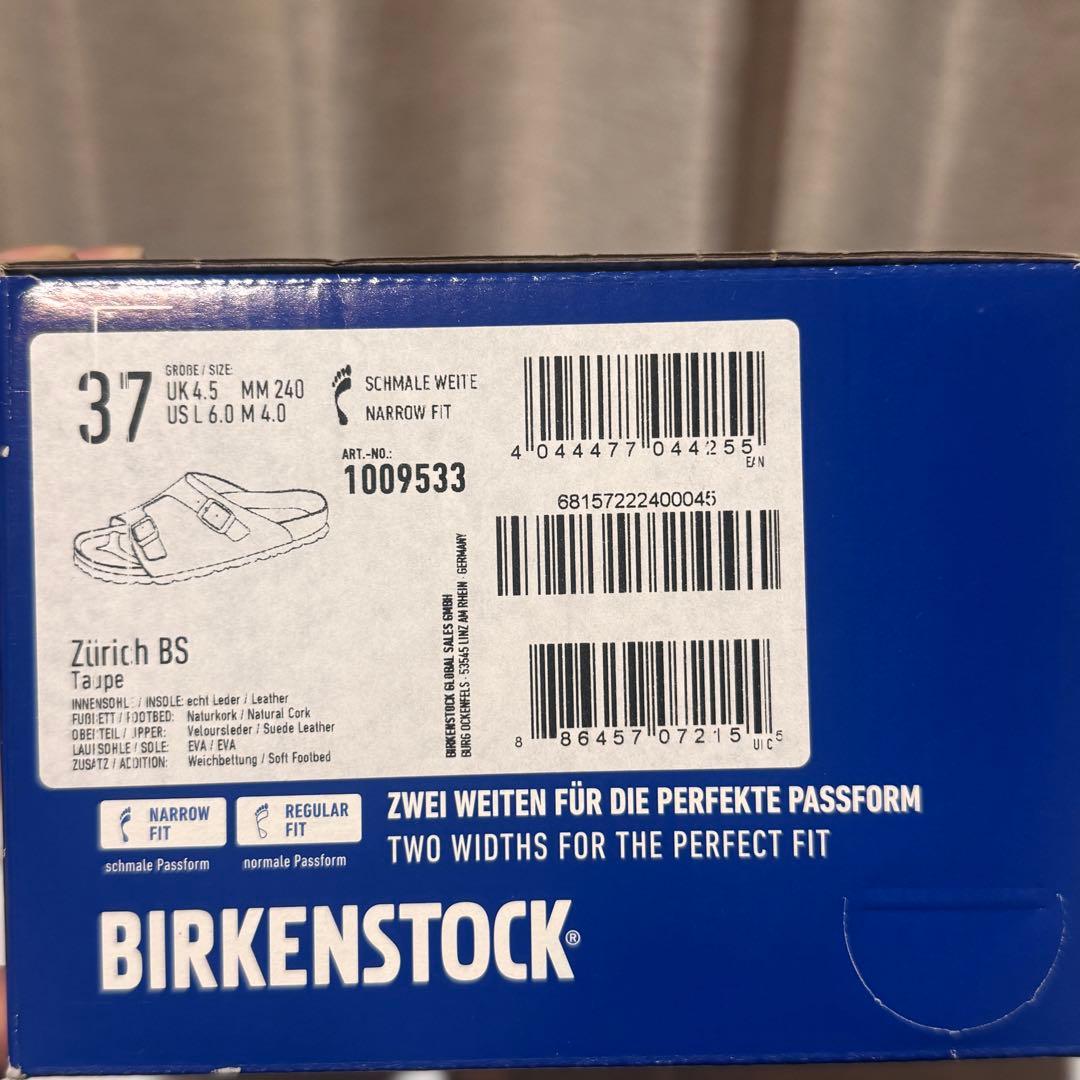 37
GRÖBE / SIZE:
UK 4.5 MM 240
US L 6.0 M 4.0
SCHMALE WEITE
NARROW FIT
ART.-NO.:
1009533
4 044477 044255
EAN
68157222400045
8 86457 07215 5
Zürich BS
Taupe
INNENSOHLE / INSOLE: echt Leder / Leather
FUßBETT / FOOTBED: Naturkork / Natural Cork
OBERTEIL / UPPER: Veloursleder / Suede Leather
LAUFSOHLE / SOLE: EVA / EVA
ZUSATZ / ADDITION: Weichbettung / Soft Footbed
BIRKENSTOCK GLOBAL SALES GMBH
BURG OCKENFELS · 53545 LINZ AM RHEIN · GERMANY
NARROW FIT
schmale Passform
REGULAR FIT
normale Passform
ZWEI WEITEN FÜR DIE PERFEKTE PASSFORM
TWO WIDTHS FOR THE PERFECT FIT
BIRKENSTOCK®